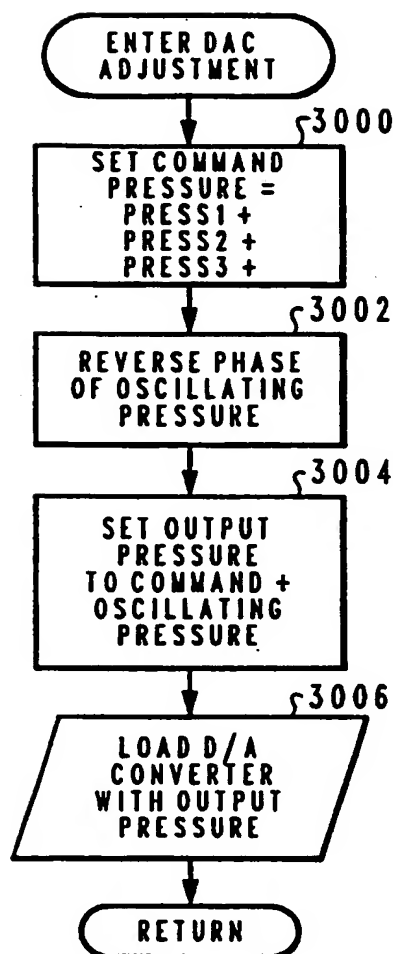 ENTER DAC
ADJUSTMENT
3000
SET COMMAND
PRESSURE =
PRESS1 +
PRESS2 +
PRESS3 +
3002
REVERSE PHASE
OF OSCILLATING
PRESSURE
3004
SET OUTPUT
PRESSURE
TO COMMAND +
OSCILLATING
PRESSURE
3006
LOAD D/A
CONVERTER
WITH OUTPUT
PRESSURE
RETURN